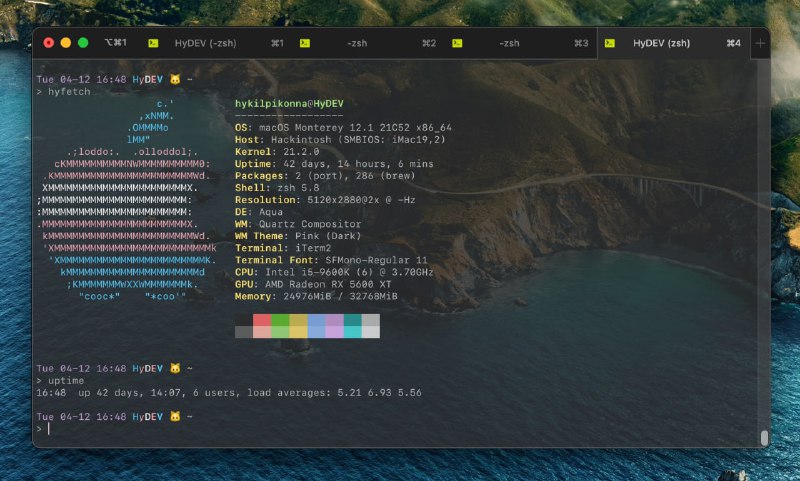 ⌥⌘1 HyDEV (-zsh) ⌘1 -zsh ⌘2 -zsh ⌘3 HyDEV (zsh) ⌘4 +
Tue 04-12 16:48 HyDEV 🐱 ~
> hyfetch
c.'
,xNMM.
.OMMMMo
lMM"
.;loddo:. .olloddol;.
cKMMMMMMMMMMNWMMMMMMMMMM0:
.KMMMMMMMMMMMMMMMMMMMMMMMWd.
XMMMMMMMMMMMMMMMMMMMMMMMX.
;MMMMMMMMMMMMMMMMMMMMMMMM:
:MMMMMMMMMMMMMMMMMMMMMMMM:
.MMMMMMMMMMMMMMMMMMMMMMMMX.
kMMMMMMMMMMMMMMMMMMMMMMMMWd.
'XMMMMMMMMMMMMMMMMMMMMMMMMMMk
'XMMMMMMMMMMMMMMMMMMMMMMMMK.
kMMMMMMMMMMMMMMMMMMMMMMd
;KMMMMMMMWXXWMMMMMMMk.
"cooc*" "*coo'"
hykilpikonna@HyDEV
------------------
OS: macOS Monterey 12.1 21C52 x86_64
Host: Hackintosh (SMBIOS: iMac19,2)
Kernel: 21.2.0
Uptime: 42 days, 14 hours, 6 mins
Packages: 2 (port), 286 (brew)
Shell: zsh 5.8
Resolution: 5120x2880@2x @ -Hz
DE: Aqua
WM: Quartz Compositor
WM Theme: Pink (Dark)
Terminal: iTerm2
Terminal Font: SFMono-Regular 11
CPU: Intel i5-9600K (6) @ 3.70GHz
GPU: AMD Radeon RX 5600 XT
Memory: 24976MiB / 32768MiB
Tue 04-12 16:48 HyDEV 🐱 ~
> uptime
16:48  up 42 days, 14:07, 6 users, load averages: 5.21 6.93 5.56
Tue 04-12 16:48 HyDEV 🐱 ~
>